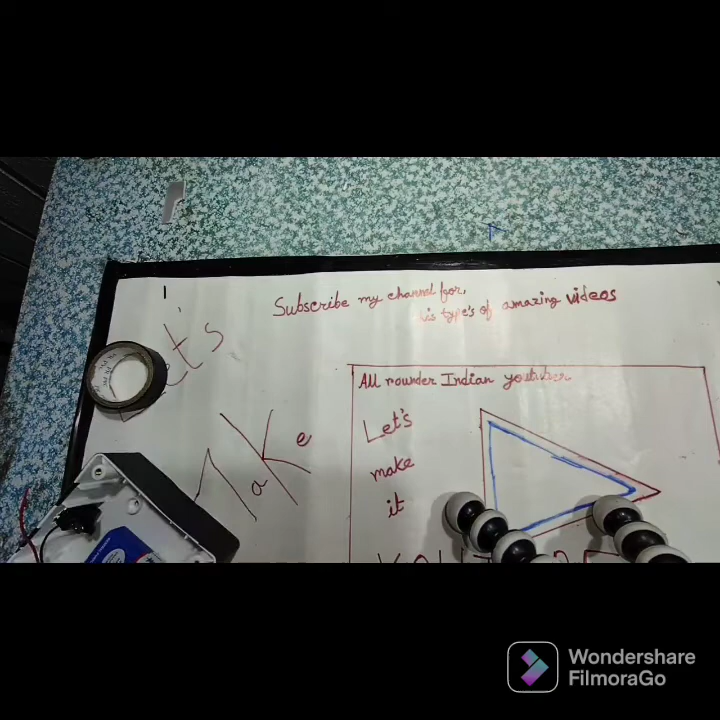 Subscribe my channel for,
his type's of amazing videos
Let's
Make
All rounder Indian youtuber
Let's
make
it
Wondershare
FilmoraGo